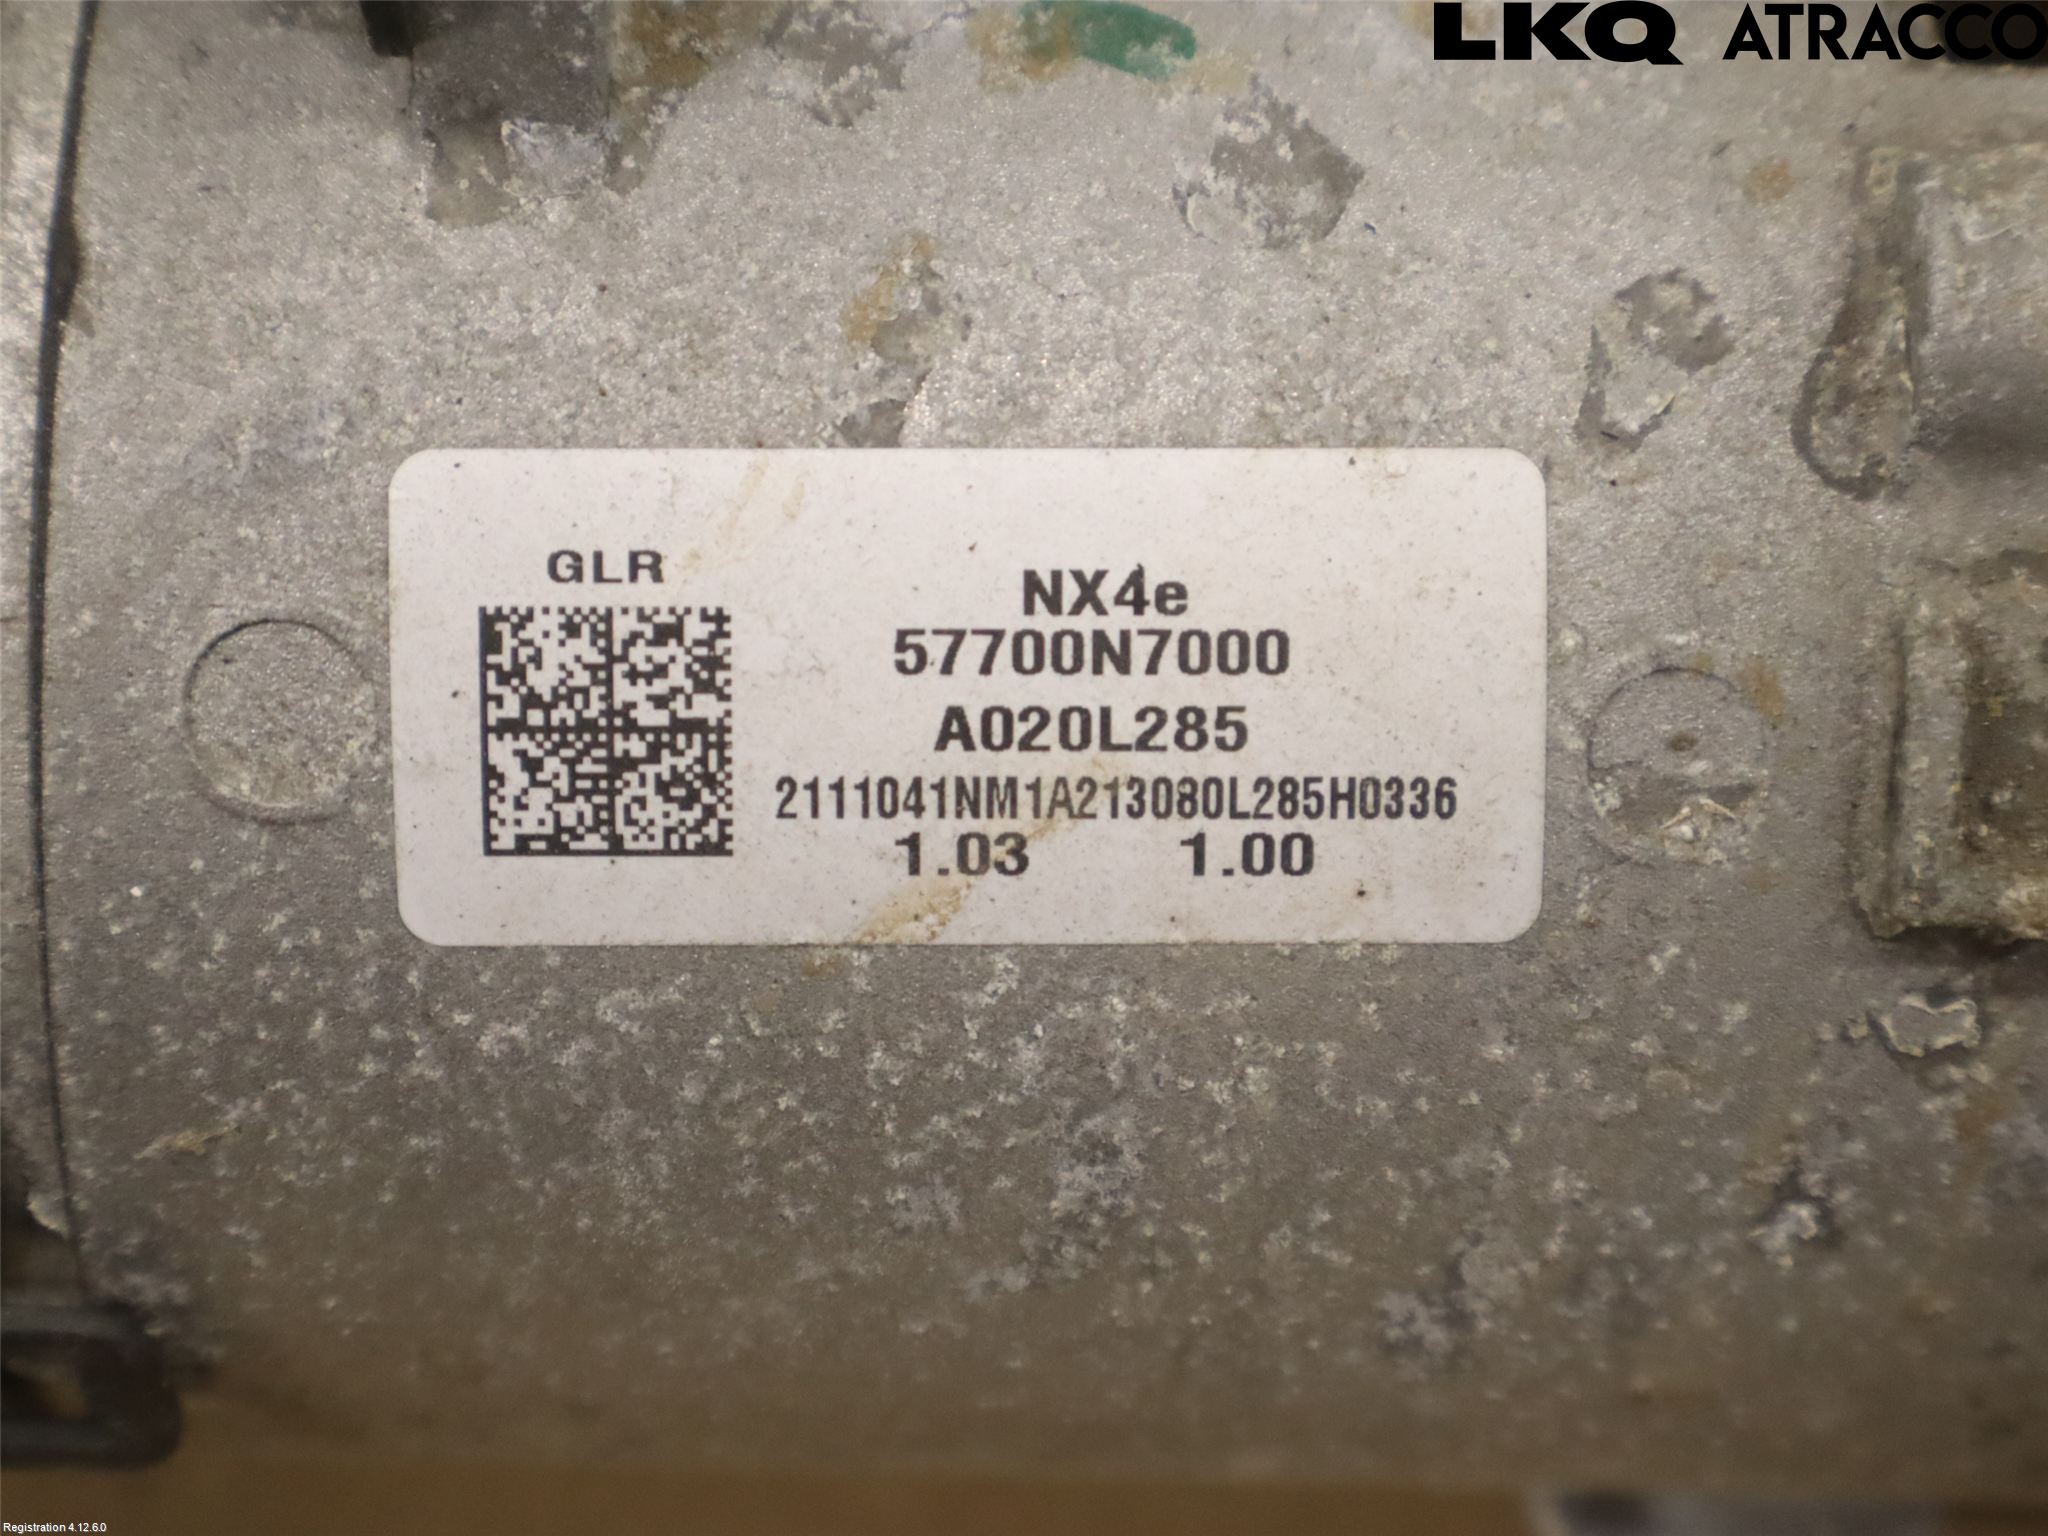 LKQ ATRACCO
GLR
NX4e
57700N7000
A020L285
2111041NM1A213080L285H0336
1.03 1.00
Registration 4.12.6.0